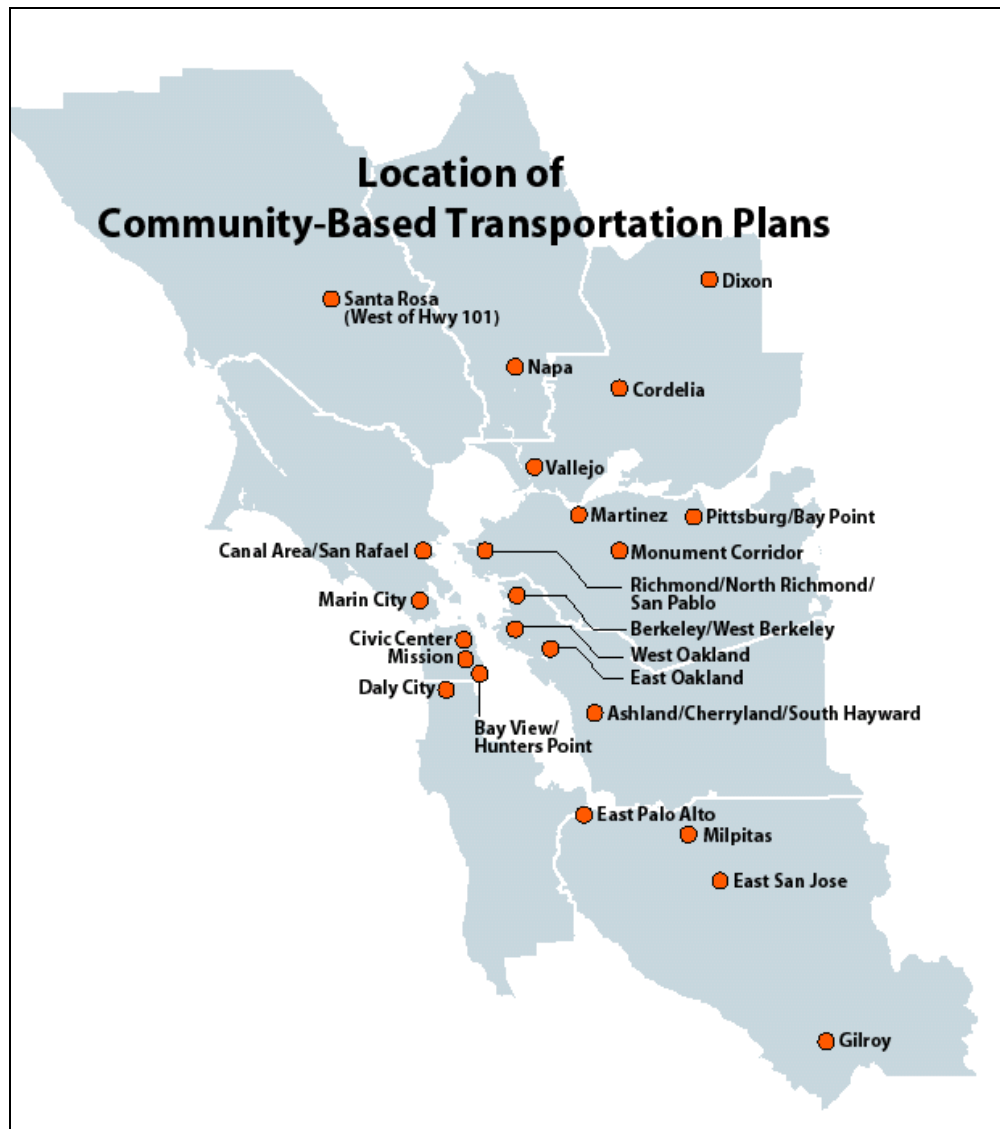 Location of
Community-Based Transportation Plans
Dixon
Santa Rosa
(West of Hwy 101)
Napa
Cordelia
Vallejo
Martinez
Pittsburg/Bay Point
Canal Area/San Rafael
Monument Corridor
Richmond/North Richmond/
San Pablo
Marin City
Berkeley/West Berkeley
Civic Center
Mission
West Oakland
East Oakland
Daly City
Ashland/Cherryland/South Hayward
Bay View/
Hunters Point
East Palo Alto
Milpitas
East San Jose
Gilroy